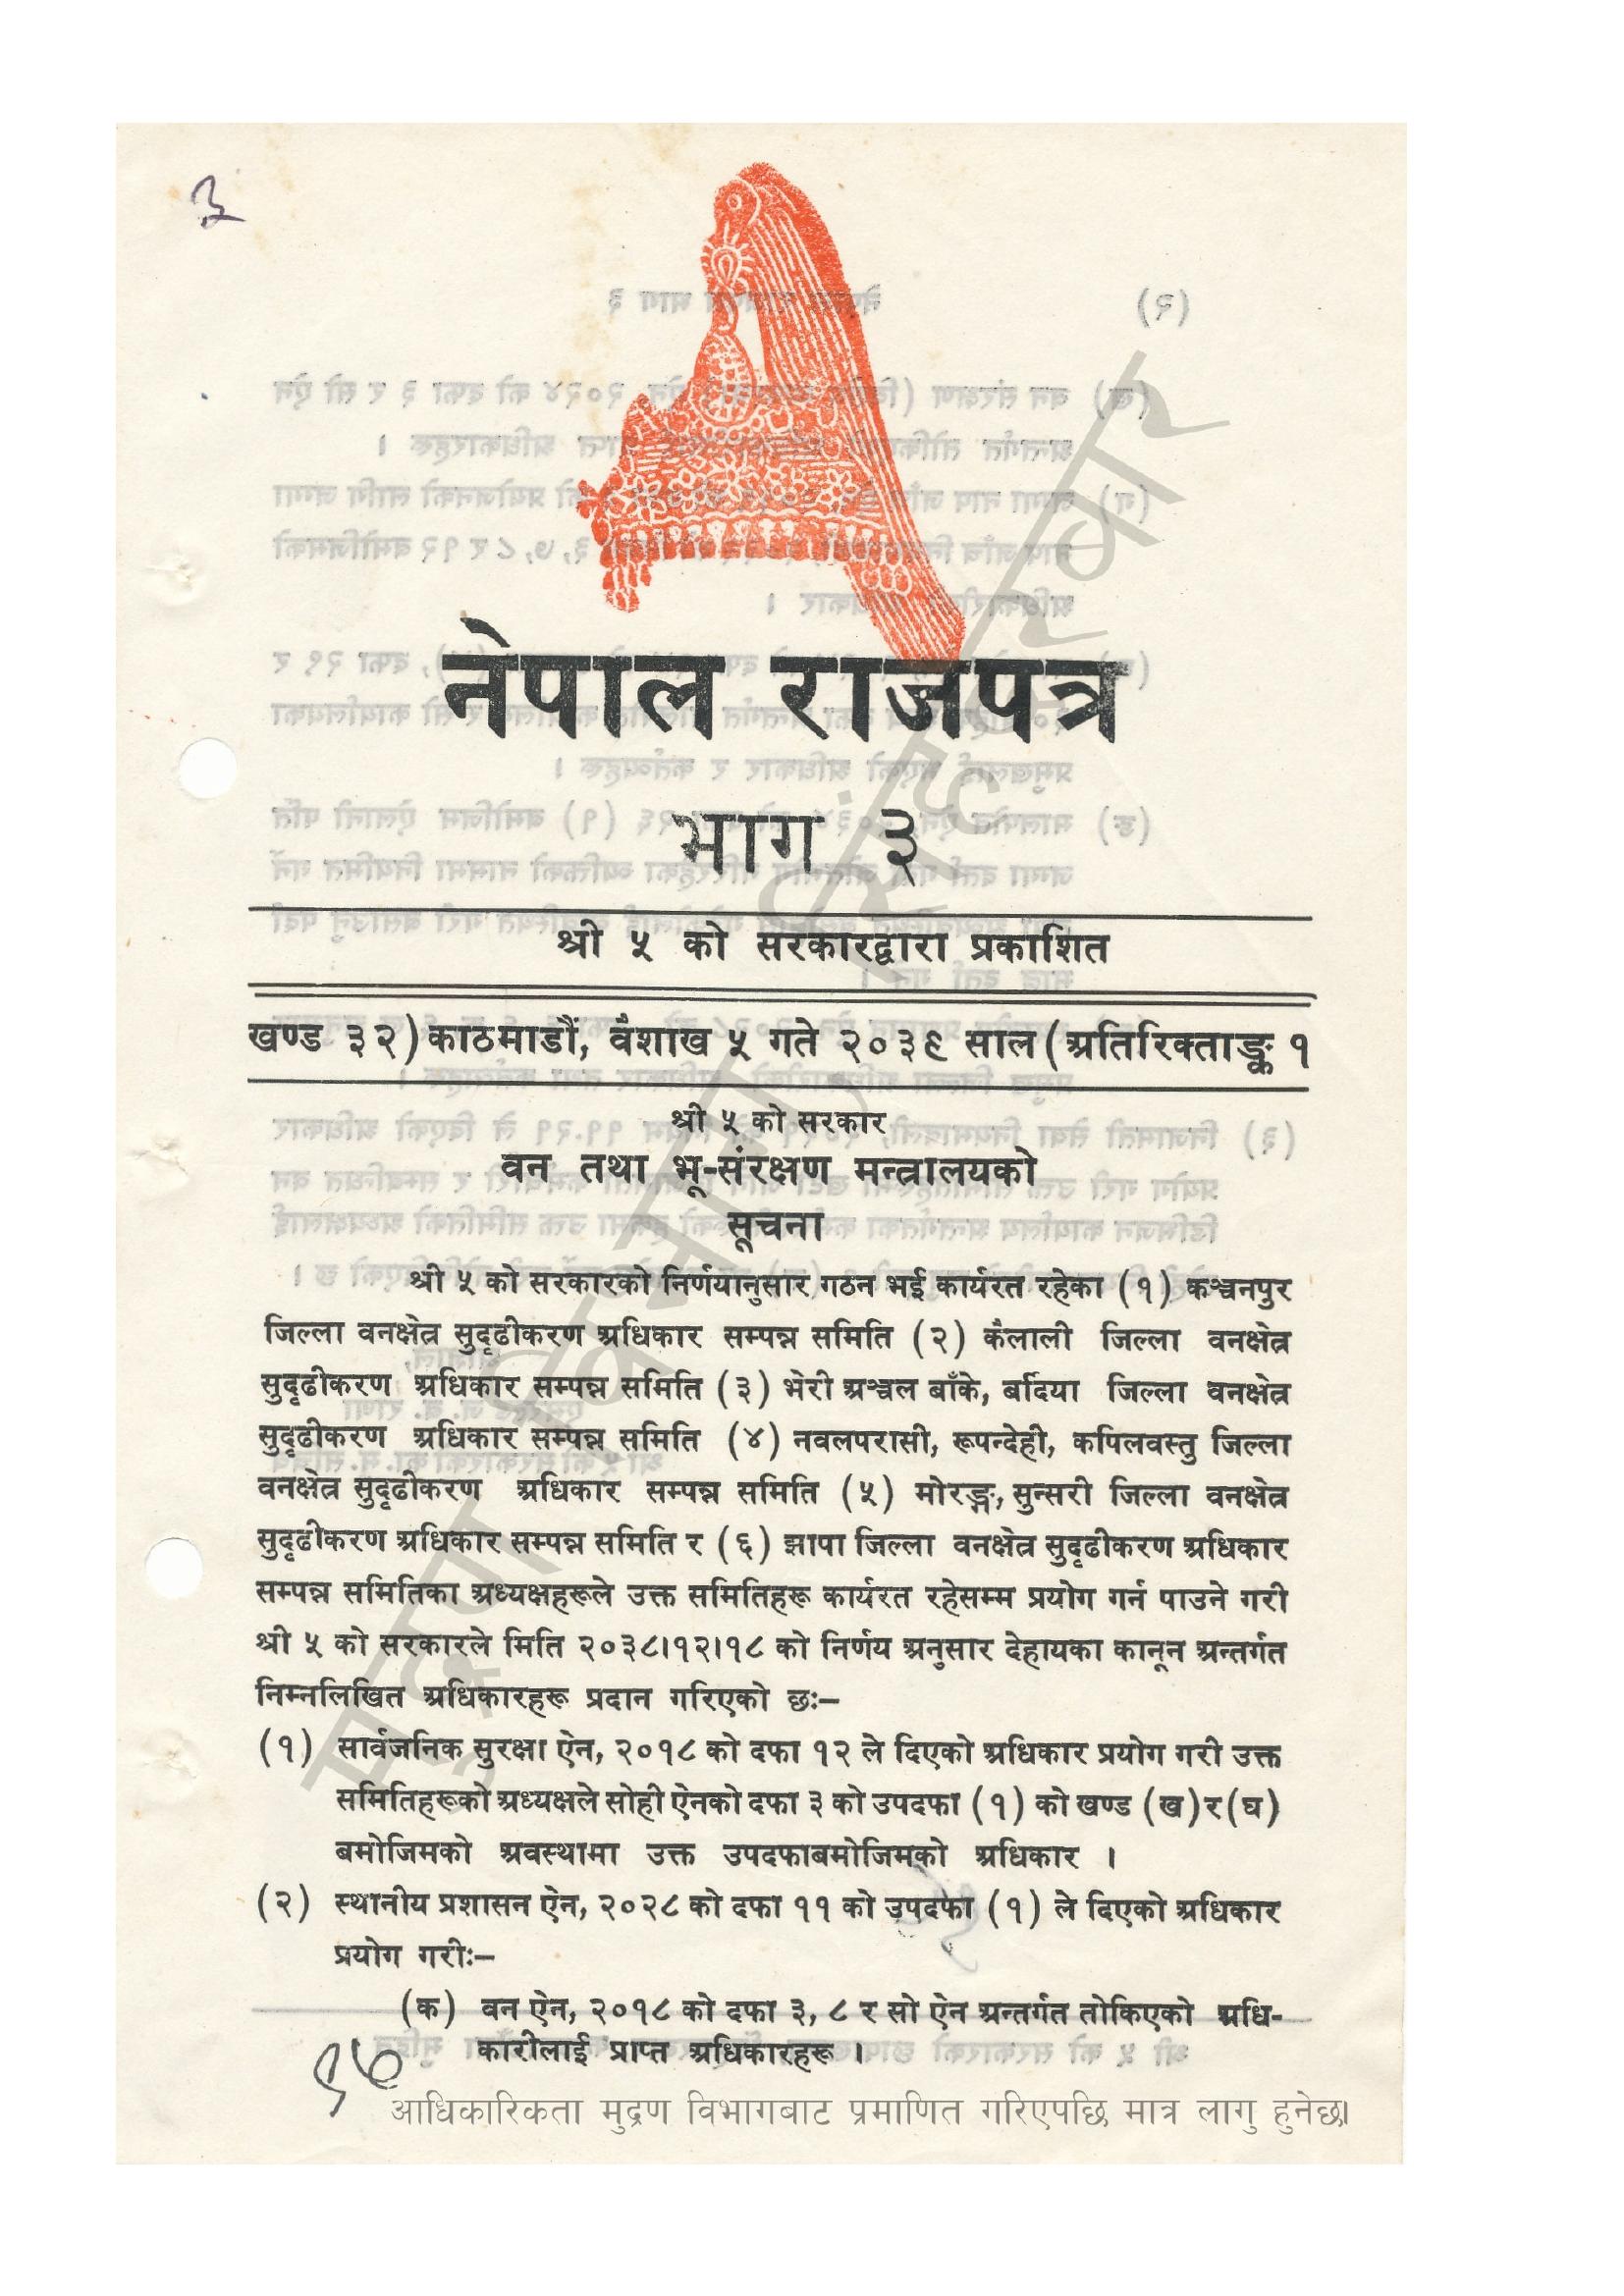 ३
नेपाल राजपत्र
भाग ३
श्री ५ को सरकारद्वारा प्रकाशित
खण्ड ३२) काठमाडौं, वैशाख ५ गते २०३९ साल (अतिरिक्ताङ्क १
श्री ५ को सरकार
वन तथा भू-संरक्षण मन्त्रालयको
सूचना
श्री ५ को सरकारको निर्णयानुसार गठन भई कार्यरत रहेका (१) कञ्चनपुर
जिल्ला वनक्षेत्र सुदृढीकरण अधिकार सम्पन्न समिति (२) कैलाली जिल्ला वनक्षेत्र
सुदृढीकरण अधिकार सम्पन्न समिति (३) भेरी अञ्चल बाँके, बर्दिया जिल्ला वनक्षेत्र
सुदृढीकरण अधिकार सम्पन्न समिति (४) नवलपरासी, रूपन्देही, कपिलवस्तु जिल्ला
वनक्षेत्र सुदृढीकरण अधिकार सम्पन्न समिति (५) मोरङ्ग, सुन्सरी जिल्ला वनक्षेत्र
सुदृढीकरण अधिकार सम्पन्न समिति र (६) झापा जिल्ला वनक्षेत्र सुदृढीकरण अधिकार
सम्पन्न समितिका अध्यक्षहरूले उक्त समितिहरू कार्यरत रहेसम्म प्रयोग गर्न पाउने गरी
श्री ५ को सरकारले मिति २०३८।१२।१८ को निर्णय अनुसार देहायका कानून अन्तर्गत
निम्नलिखित अधिकारहरू प्रदान गरिएको छः–
(१) सार्वजनिक सुरक्षा ऐन, २०१८ को दफा १२ ले दिएको अधिकार प्रयोग गरी उक्त
समितिहरूको अध्यक्षले सोही ऐनको दफा ३ को उपदफा (१) को खण्ड (ख) र (घ)
बमोजिमको अवस्थामा उक्त उपदफाबमोजिमको अधिकार ।
(२) स्थानीय प्रशासन ऐन, २०२८ को दफा ११ को उपदफा (१) ले दिएको अधिकार
प्रयोग गरीः–
(क) वन ऐन, २०१८ को दफा ३, ८ र सो ऐन अन्तर्गत तोकिएको अधि-
कारीलाई प्राप्त अधिकारहरू ।
आधिकारिकता मुद्रण विभागबाट प्रमाणित गरिएपछि मात्र लागु हुनेछ।